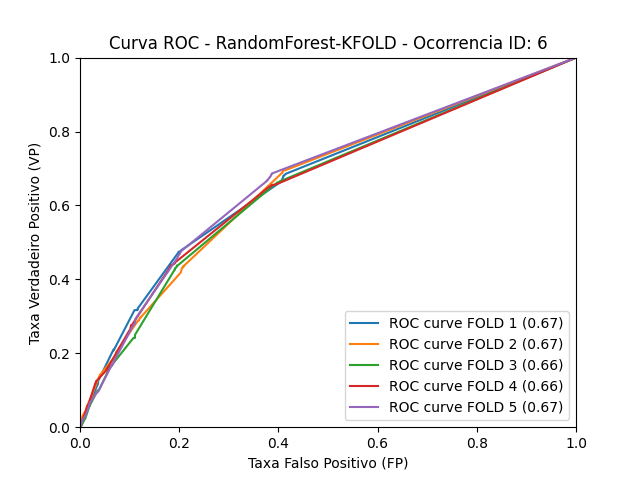 Curva ROC - RandomForest-KFOLD - Ocorrencia ID: 6
1.0
0.8
0.6
0.4
0.2
0.0
Taxa Verdadeiro Positivo (VP)
ROC curve FOLD 1 (0.67)
ROC curve FOLD 2 (0.67)
ROC curve FOLD 3 (0.66)
ROC curve FOLD 4 (0.66)
ROC curve FOLD 5 (0.67)
0.0 0.2 0.4 0.6 0.8 1.0
Taxa Falso Positivo (FP)